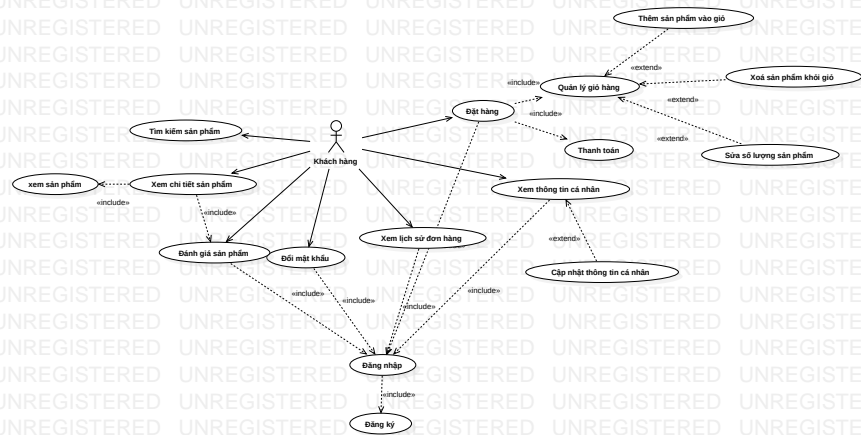 Thêm sản phẩm vào giỏ
«extend»
Xoá sản phẩm khỏi giỏ
«include»
Quản lý giỏ hàng
«extend»
Đặt hàng
«include»
Tìm kiếm sản phẩm
«extend»
Thanh toán
Sửa số lượng sản phẩm
Khách hàng
xem sản phẩm
Xem chi tiết sản phẩm
Xem thông tin cá nhân
«include»
«include»
Xem lịch sử đơn hàng
«extend»
Đánh giá sản phẩm
Đổi mật khẩu
Cập nhật thông tin cá nhân
«include»
«include»
«include»
«include»
Đăng nhập
«include»
Đăng ký
UNREGISTERED